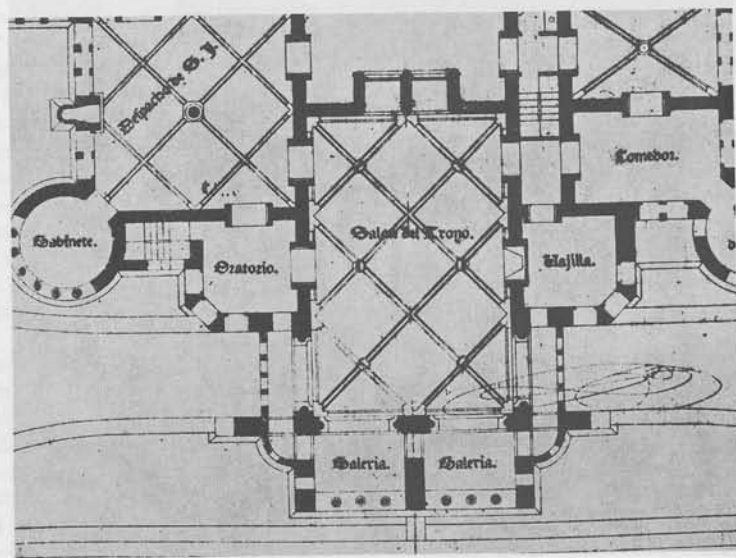 Despacho de S. I.
Comedor.
Gabinete.
Oratorio.
Salon del Trono.
Vajilla.
Galeria.
Galeria.